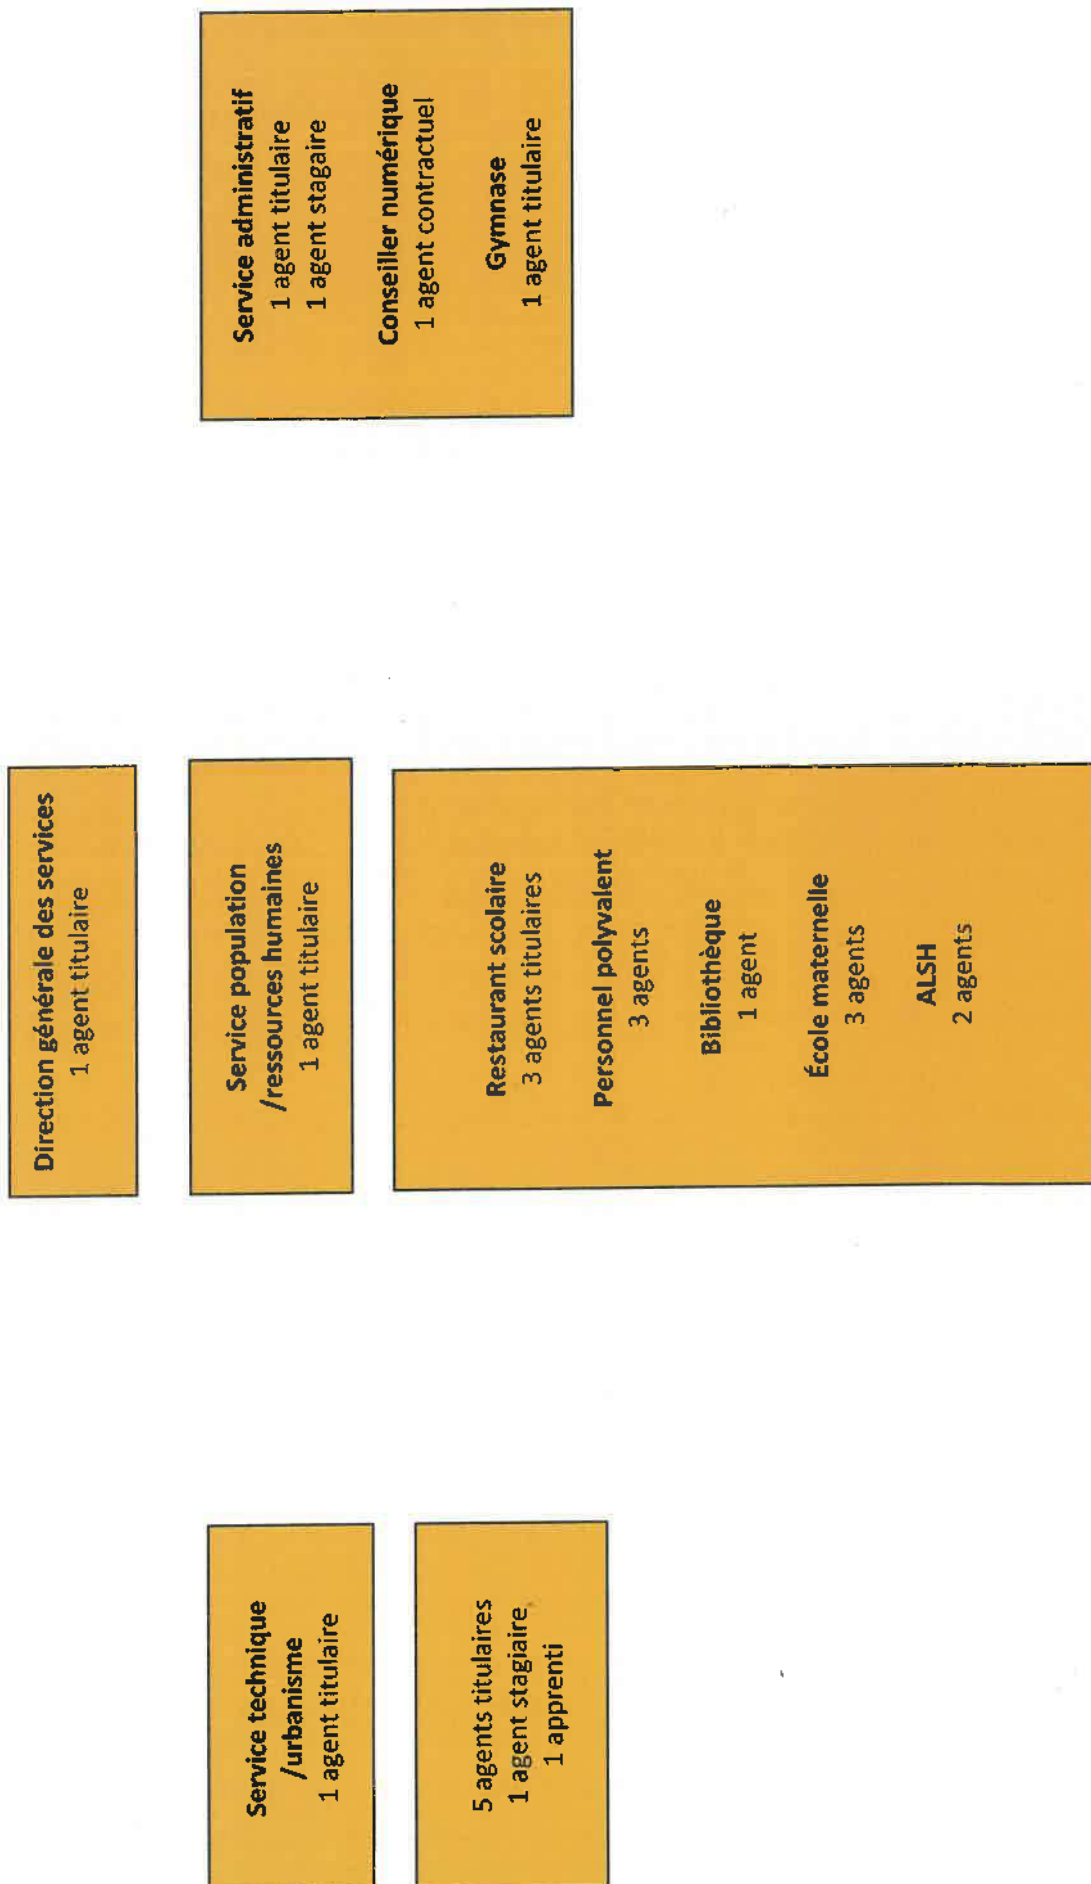 Direction générale des services
1 agent titulaire
Service technique
/urbanisme
1 agent titulaire
5 agents titulaires
1 agent stagiaire
1 apprenti
Service population
/ressources humaines
1 agent titulaire
Restaurant scolaire
3 agents titulaires
Personnel polyvalent
3 agents
Bibliothèque
1 agent
École maternelle
3 agents
ALSH
2 agents
Service administratif
1 agent titulaire
1 agent stagaire
Conseiller numérique
1 agent contractuel
Gymnase
1 agent titulaire